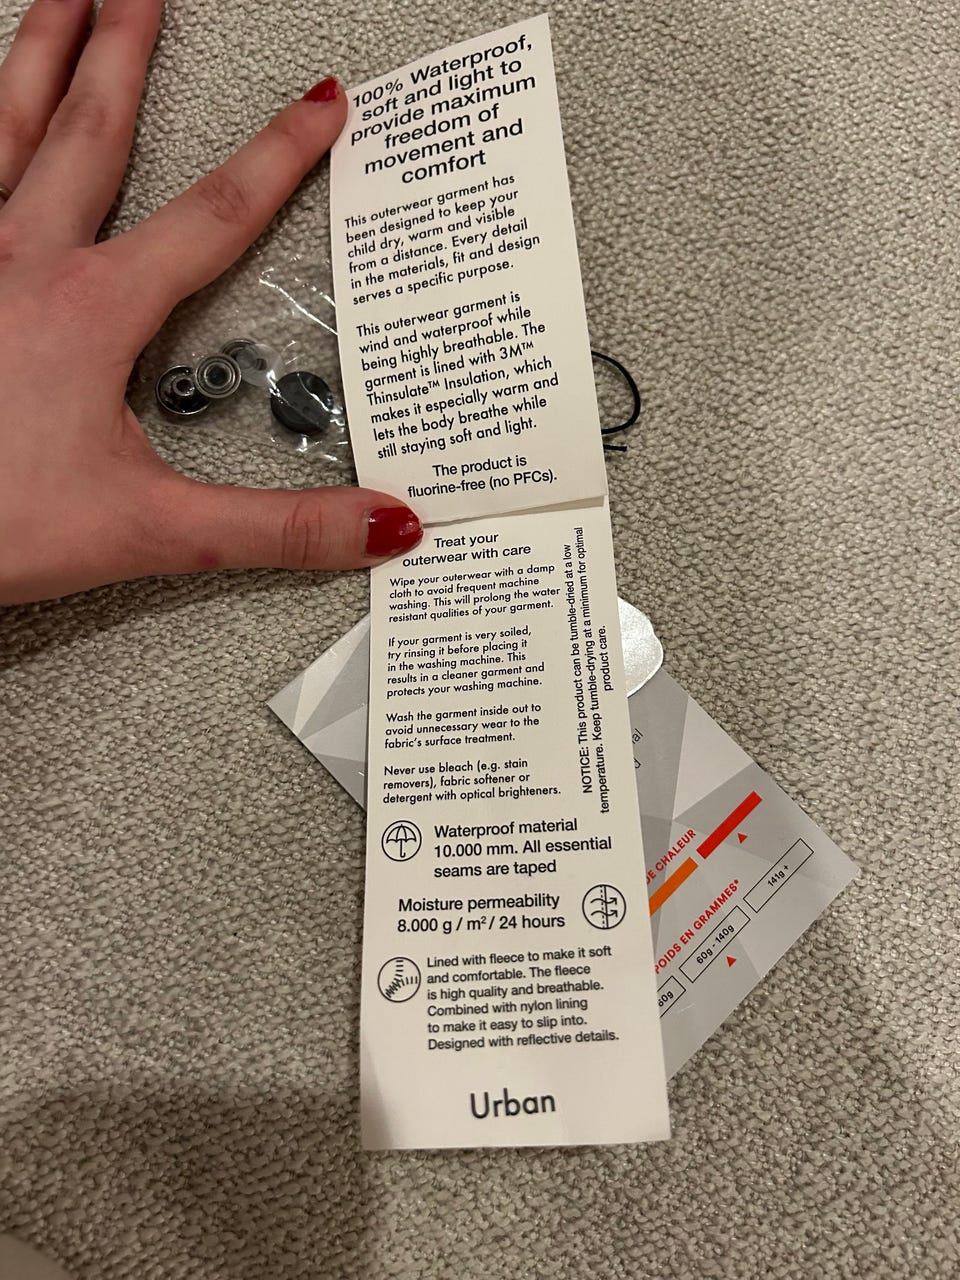 100% Waterproof,
soft and light to
provide maximum
freedom of
movement and
comfort
This outerwear garment has
been designed to keep your
child dry, warm and visible
from a distance. Every detail
in the materials, fit and design
serves a specific purpose.
This outerwear garment is
wind and waterproof while
being highly breathable. The
garment is lined with 3M™
Thinsulate™ Insulation, which
makes it especially warm and
lets the body breathe while
still staying soft and light.
The product is
fluorine-free (no PFCs).
Treat your
outerwear with care
Wipe your outerwear with a damp
cloth to avoid frequent machine
washing. This will prolong the water
resistant qualities of your garment.
If your garment is very soiled,
try rinsing it before placing it
in the washing machine. This
results in a cleaner garment and
protects your washing machine.
Wash the garment inside out to
avoid unnecessary wear to the
fabric's surface treatment.
Never use bleach (e.g. stain
removers), fabric softener or
detergent with optical brighteners.
NOTICE: This product can be tumble-dried at a low
temperature. Keep tumble-drying at a minimum for optimal
product care.
Waterproof material
10.000 mm. All essential
seams are taped
Moisture permeability
8.000 g / m² / 24 hours
Lined with fleece to make it soft
and comfortable. The fleece
is high quality and breathable.
Combined with nylon lining
to make it easy to slip into.
Designed with reflective details.
Urban
DE CHALEUR
POIDS EN GRAMMES*
60g - 140g
141g +